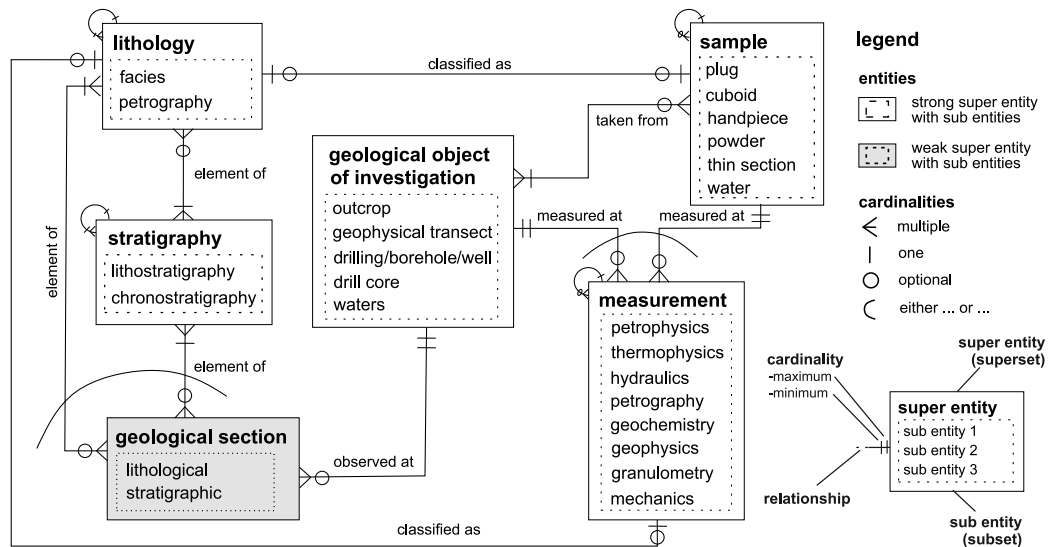 lithology
facies
petrography
classified as
sample
plug
cuboid
handpiece
powder
thin section
water
taken from
geological object
of investigation
outcrop
geophysical transect
drilling/borehole/well
drill core
waters
element of
element of
measured at
measured at
stratigraphy
lithostratigraphy
chronostratigraphy
element of
measurement
petrophysics
thermophysics
hydraulics
petrography
geochemistry
geophysics
granulometry
mechanics
geological section
lithological
stratigraphic
observed at
classified as
legend
entities
strong super entity
with sub entities
weak super entity
with sub entities
cardinalities
multiple
one
optional
either ... or ...
super entity
(superset)
cardinality
-maximum
-minimum
super entity
sub entity 1
sub entity 2
sub entity 3
relationship
sub entity
(subset)